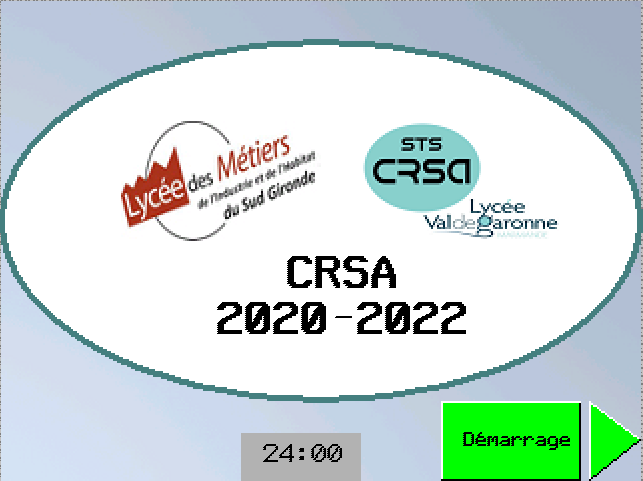 Lycée des Métiers
de l'Industrie et de l'Habitat
du Sud Gironde
STS
CRSA
Lycée
Val de garonne
CRSA
2020-2022
24:00
Démarrage